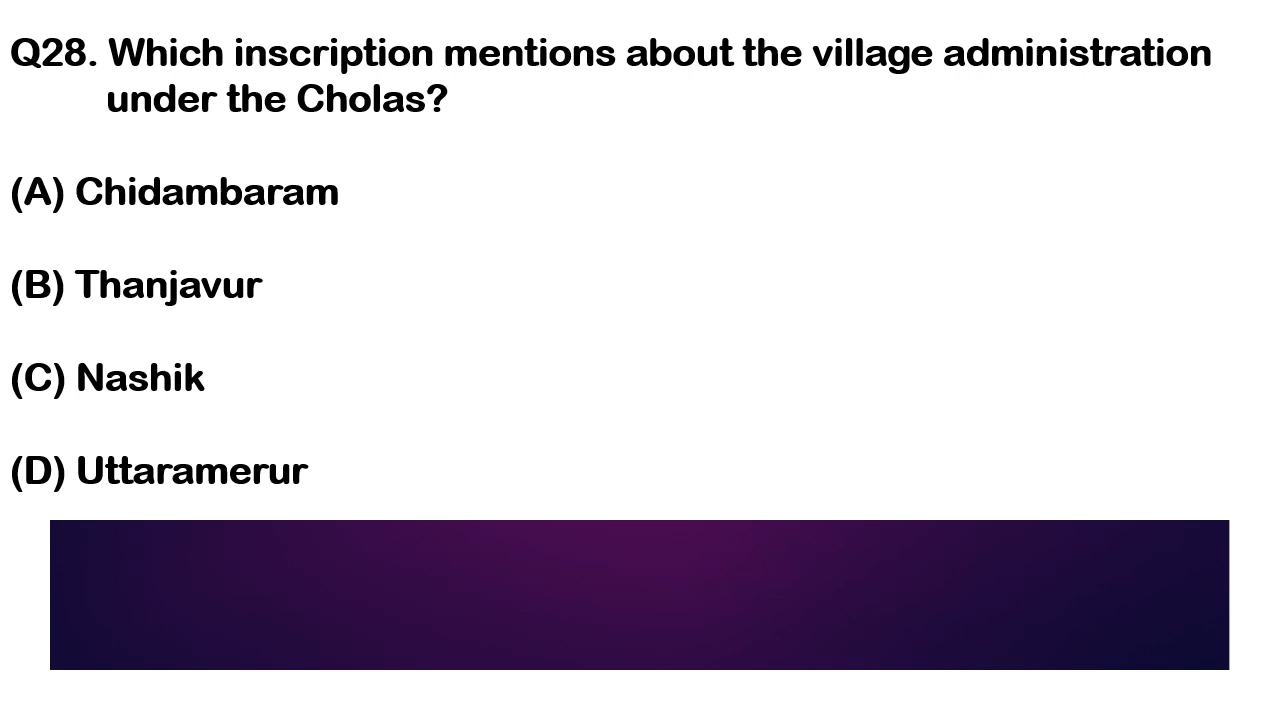 Q28. Which inscription mentions about the village administration
under the Cholas?
(A) Chidambaram
(B) Thanjavur
(C) Nashik
(D) Uttaramerur